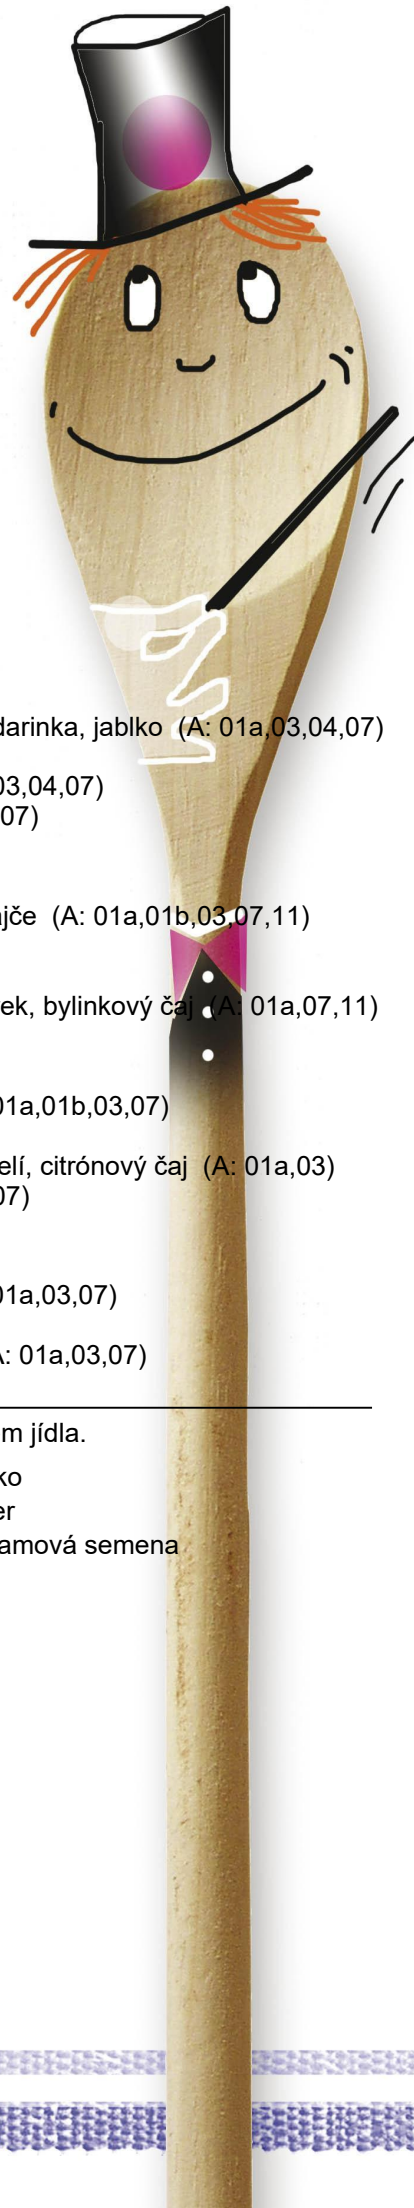 darinka, jablko (A: 01a,03,04,07)
03,04,07)
07)
ajče (A: 01a,01b,03,07,11)
ek, bylinkový čaj (A: 01a,07,11)
01a,01b,03,07)
elí, citrónový čaj (A: 01a,03)
07)
01a,03,07)
A: 01a,03,07)
m jídla.
ko
er
amová semena